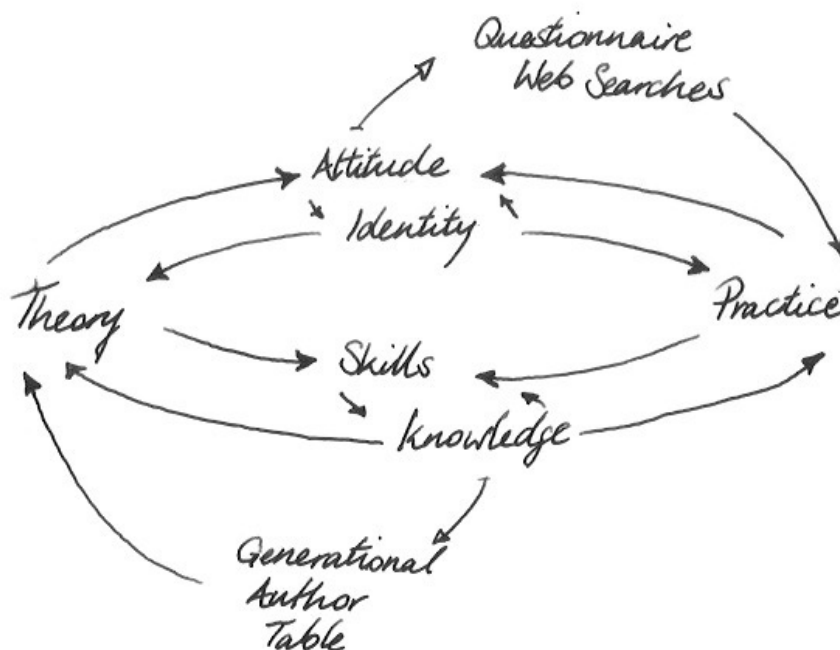 Questionnaire
Web Searches
Attitude
Identity
Theory
Practice
Skills
Knowledge
Generational
Author
Table